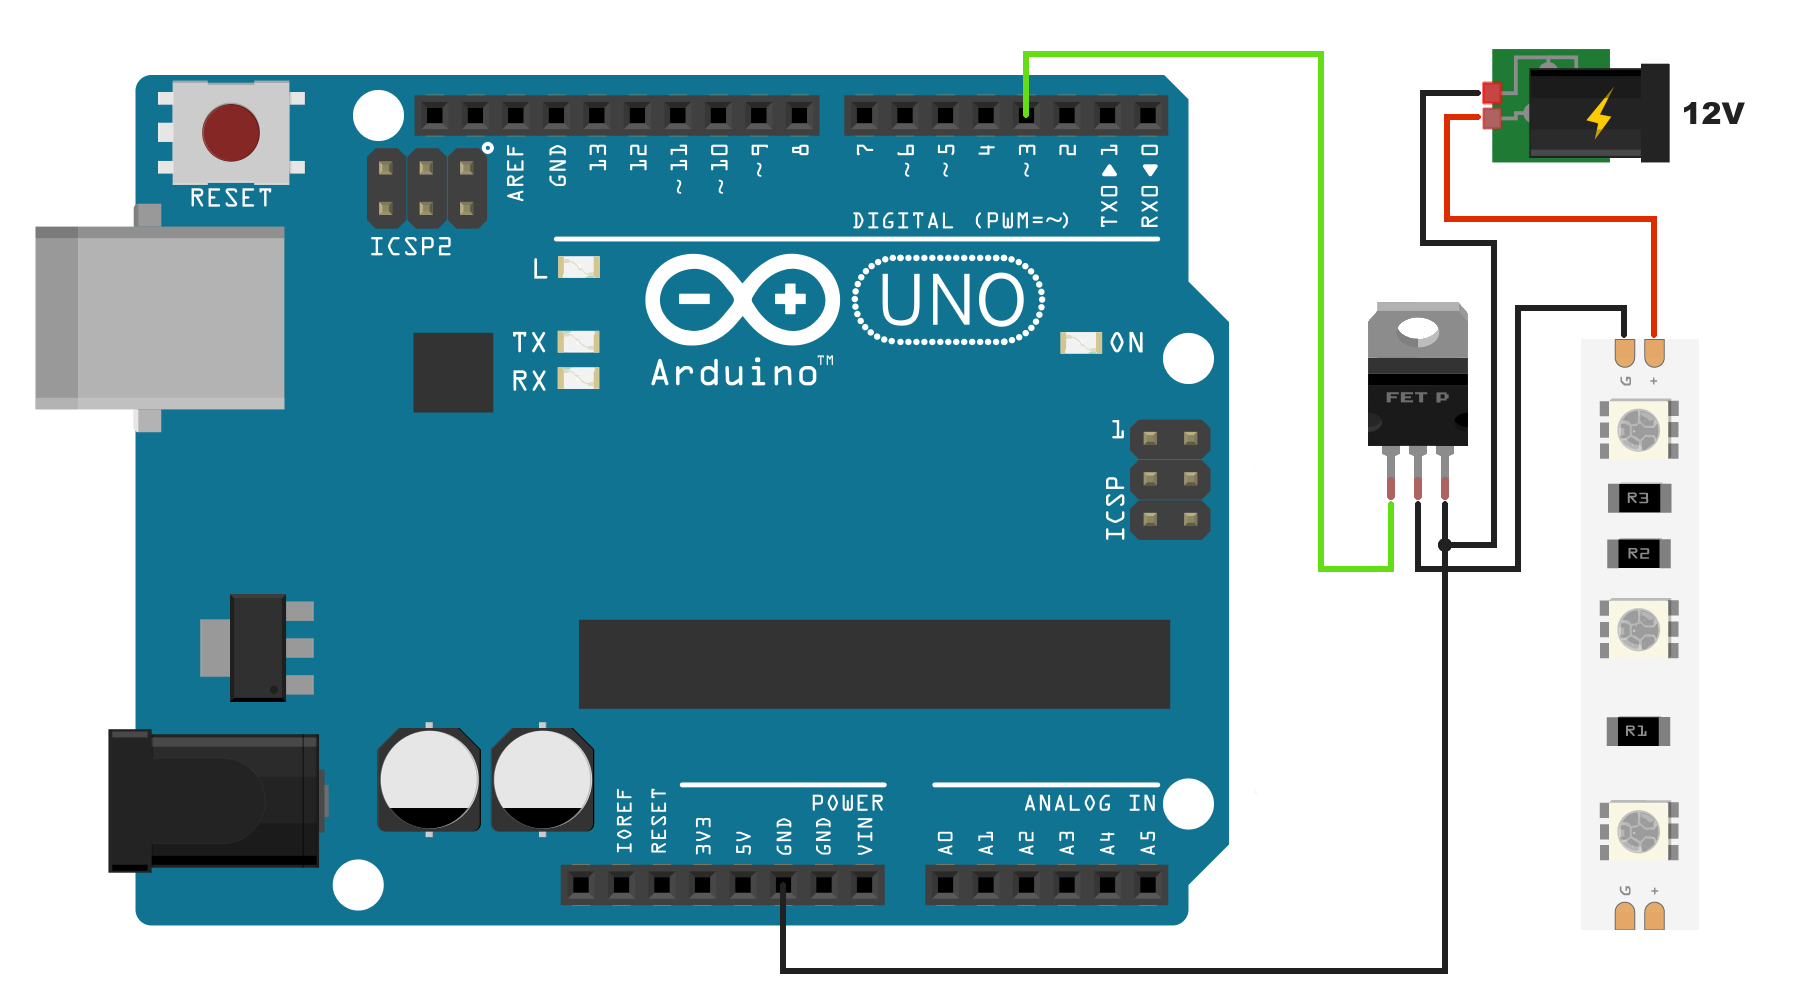 12V
RESET
ICSP2
AREF
GND
13
12
~11
~10
~9
8
7
~6
~5
4
~3
2
TX0 ▶ 1
RX0 ◀ 0
DIGITAL (PWM=~)
L
TX
RX
UNO
Arduino™
ON
FET P
1
ICSP
G
+
R3
R2
R1
G
+
POWER
ANALOG IN
IOREF
RESET
3V3
5V
GND
GND
VIN
A0
A1
A2
A3
A4
A5